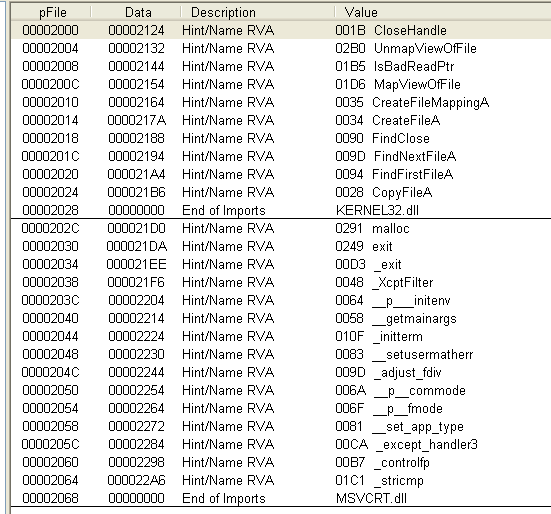 pFile Data Description Value
00002000 00002124 Hint/Name RVA 001B CloseHandle
00002004 00002132 Hint/Name RVA 02B0 UnmapViewOfFile
00002008 00002144 Hint/Name RVA 01B5 IsBadReadPtr
0000200C 00002154 Hint/Name RVA 01D6 MapViewOfFile
00002010 00002164 Hint/Name RVA 0035 CreateFileMappingA
00002014 0000217A Hint/Name RVA 0034 CreateFileA
00002018 00002188 Hint/Name RVA 0090 FindClose
0000201C 00002194 Hint/Name RVA 009D FindNextFileA
00002020 000021A4 Hint/Name RVA 0094 FindFirstFileA
00002024 000021B6 Hint/Name RVA 0028 CopyFileA
00002028 00000000 End of Imports KERNEL32.dll
0000202C 000021D0 Hint/Name RVA 0291 malloc
00002030 000021DA Hint/Name RVA 0249 exit
00002034 000021EE Hint/Name RVA 00D3 _exit
00002038 000021F6 Hint/Name RVA 0048 _XcptFilter
0000203C 00002204 Hint/Name RVA 0064 __p___initenv
00002040 00002214 Hint/Name RVA 0058 __getmainargs
00002044 00002224 Hint/Name RVA 010F _initterm
00002048 00002230 Hint/Name RVA 0083 __setusermatherr
0000204C 00002244 Hint/Name RVA 009D _adjust_fdiv
00002050 00002254 Hint/Name RVA 006A __p__commode
00002054 00002264 Hint/Name RVA 006F __p__fmode
00002058 00002272 Hint/Name RVA 0081 __set_app_type
0000205C 00002284 Hint/Name RVA 00CA _except_handler3
00002060 00002298 Hint/Name RVA 00B7 _controlfp
00002064 000022A6 Hint/Name RVA 01C1 _stricmp
00002068 00000000 End of Imports MSVCRT.dll